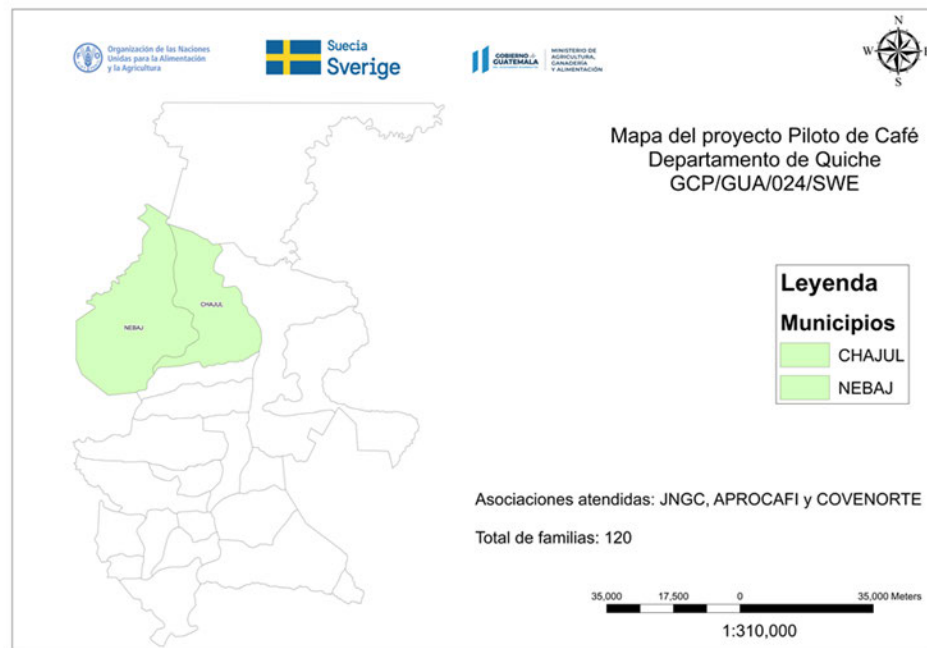 Organización de las Naciones
Unidas para la Alimentación
y la Agricultura
Suecia
Sverige
GOBIERNO de
GUATEMALA
MINISTERIO DE
AGRICULTURA,
GANADERÍA
Y ALIMENTACIÓN
N
W
E
S
Mapa del proyecto Piloto de Café
Departamento de Quiche
GCP/GUA/024/SWE
CHAJUL
NEBAJ
Leyenda
Municipios
CHAJUL
NEBAJ
Asociaciones atendidas: JNGC, APROCAFI y COVENORTE
Total de familias: 120
35,000 17,500 0 35,000 Meters
1:310,000